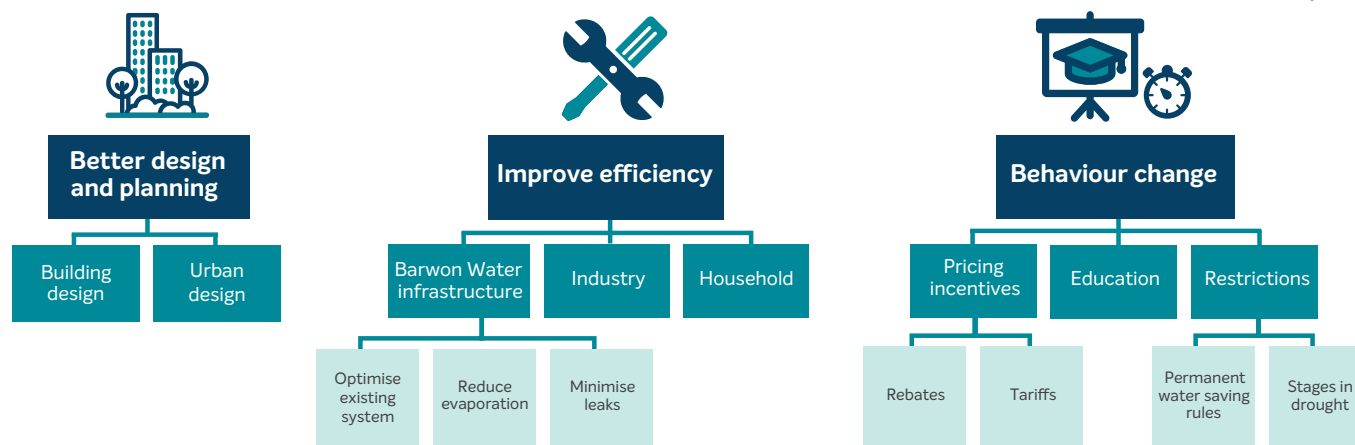 Better design
and planning
Improve efficiency
Behaviour change
Building
design
Urban
design
Barwon Water
infrastructure
Industry
Household
Pricing
incentives
Education
Restrictions
Optimise
existing
system
Reduce
evaporation
Minimise
leaks
Rebates
Tariffs
Permanent
water saving
rules
Stages in
drought